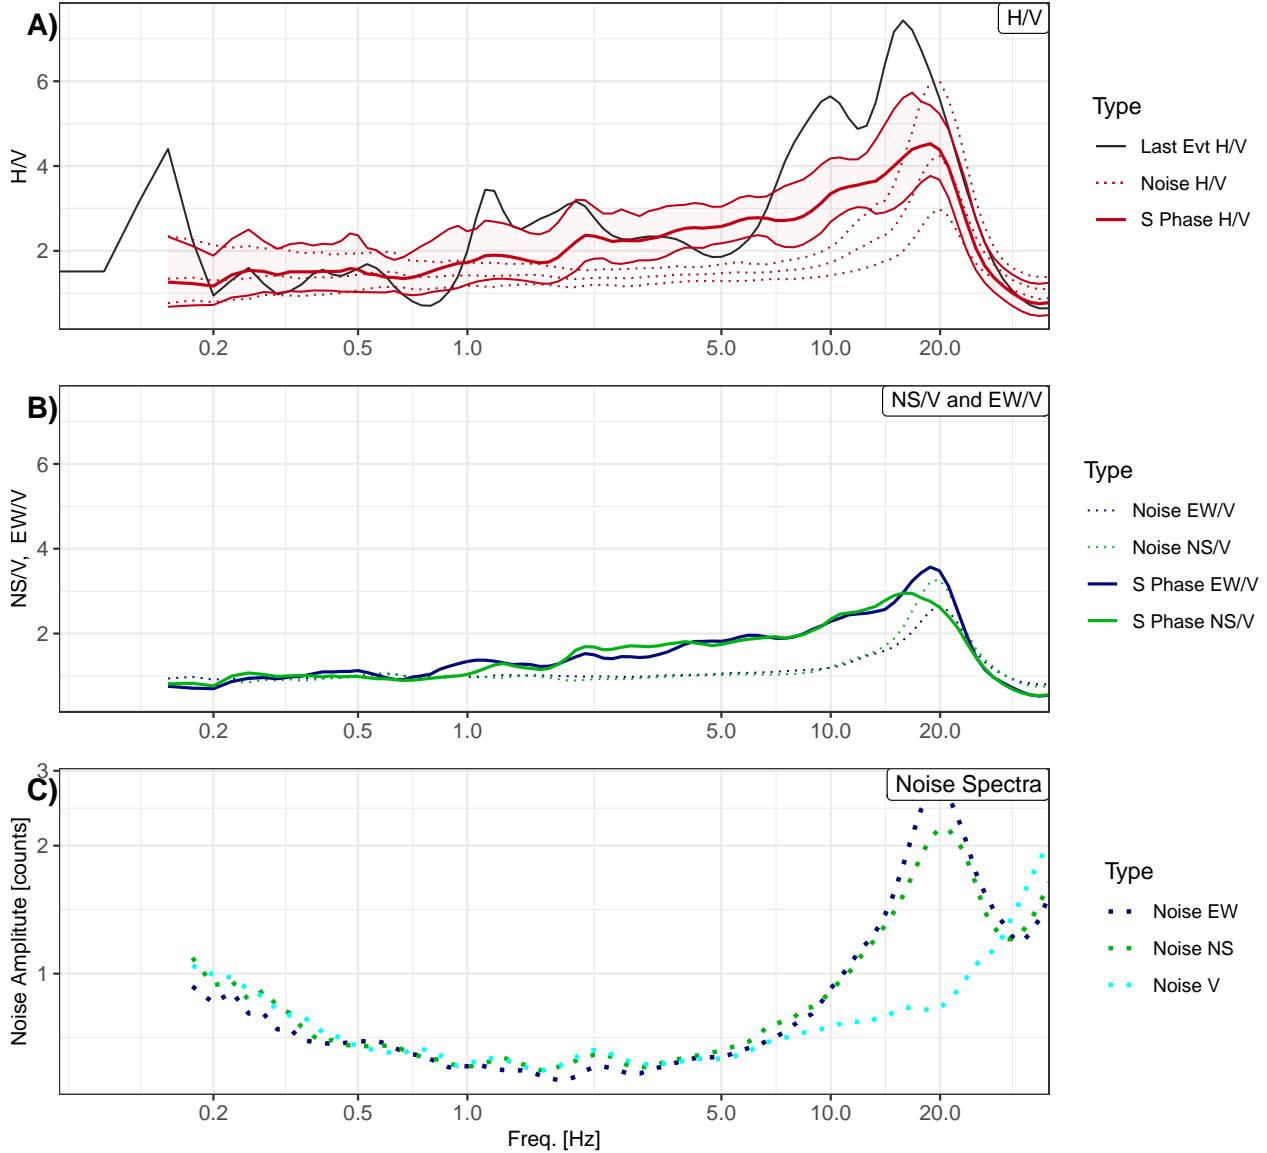 A)
H/V
H/V
6
4
2
0.2 0.5 1.0 5.0 10.0 20.0
Type
Last Evt H/V
Noise H/V
S Phase H/V
B)
NS/V and EW/V
NS/V, EW/V
6
4
2
0.2 0.5 1.0 5.0 10.0 20.0
Type
Noise EW/V
Noise NS/V
S Phase EW/V
S Phase NS/V
C)
Noise Spectra
Noise Amplitute [counts]
3
2
1
0.2 0.5 1.0 5.0 10.0 20.0
Freq. [Hz]
Type
Noise EW
Noise NS
Noise V